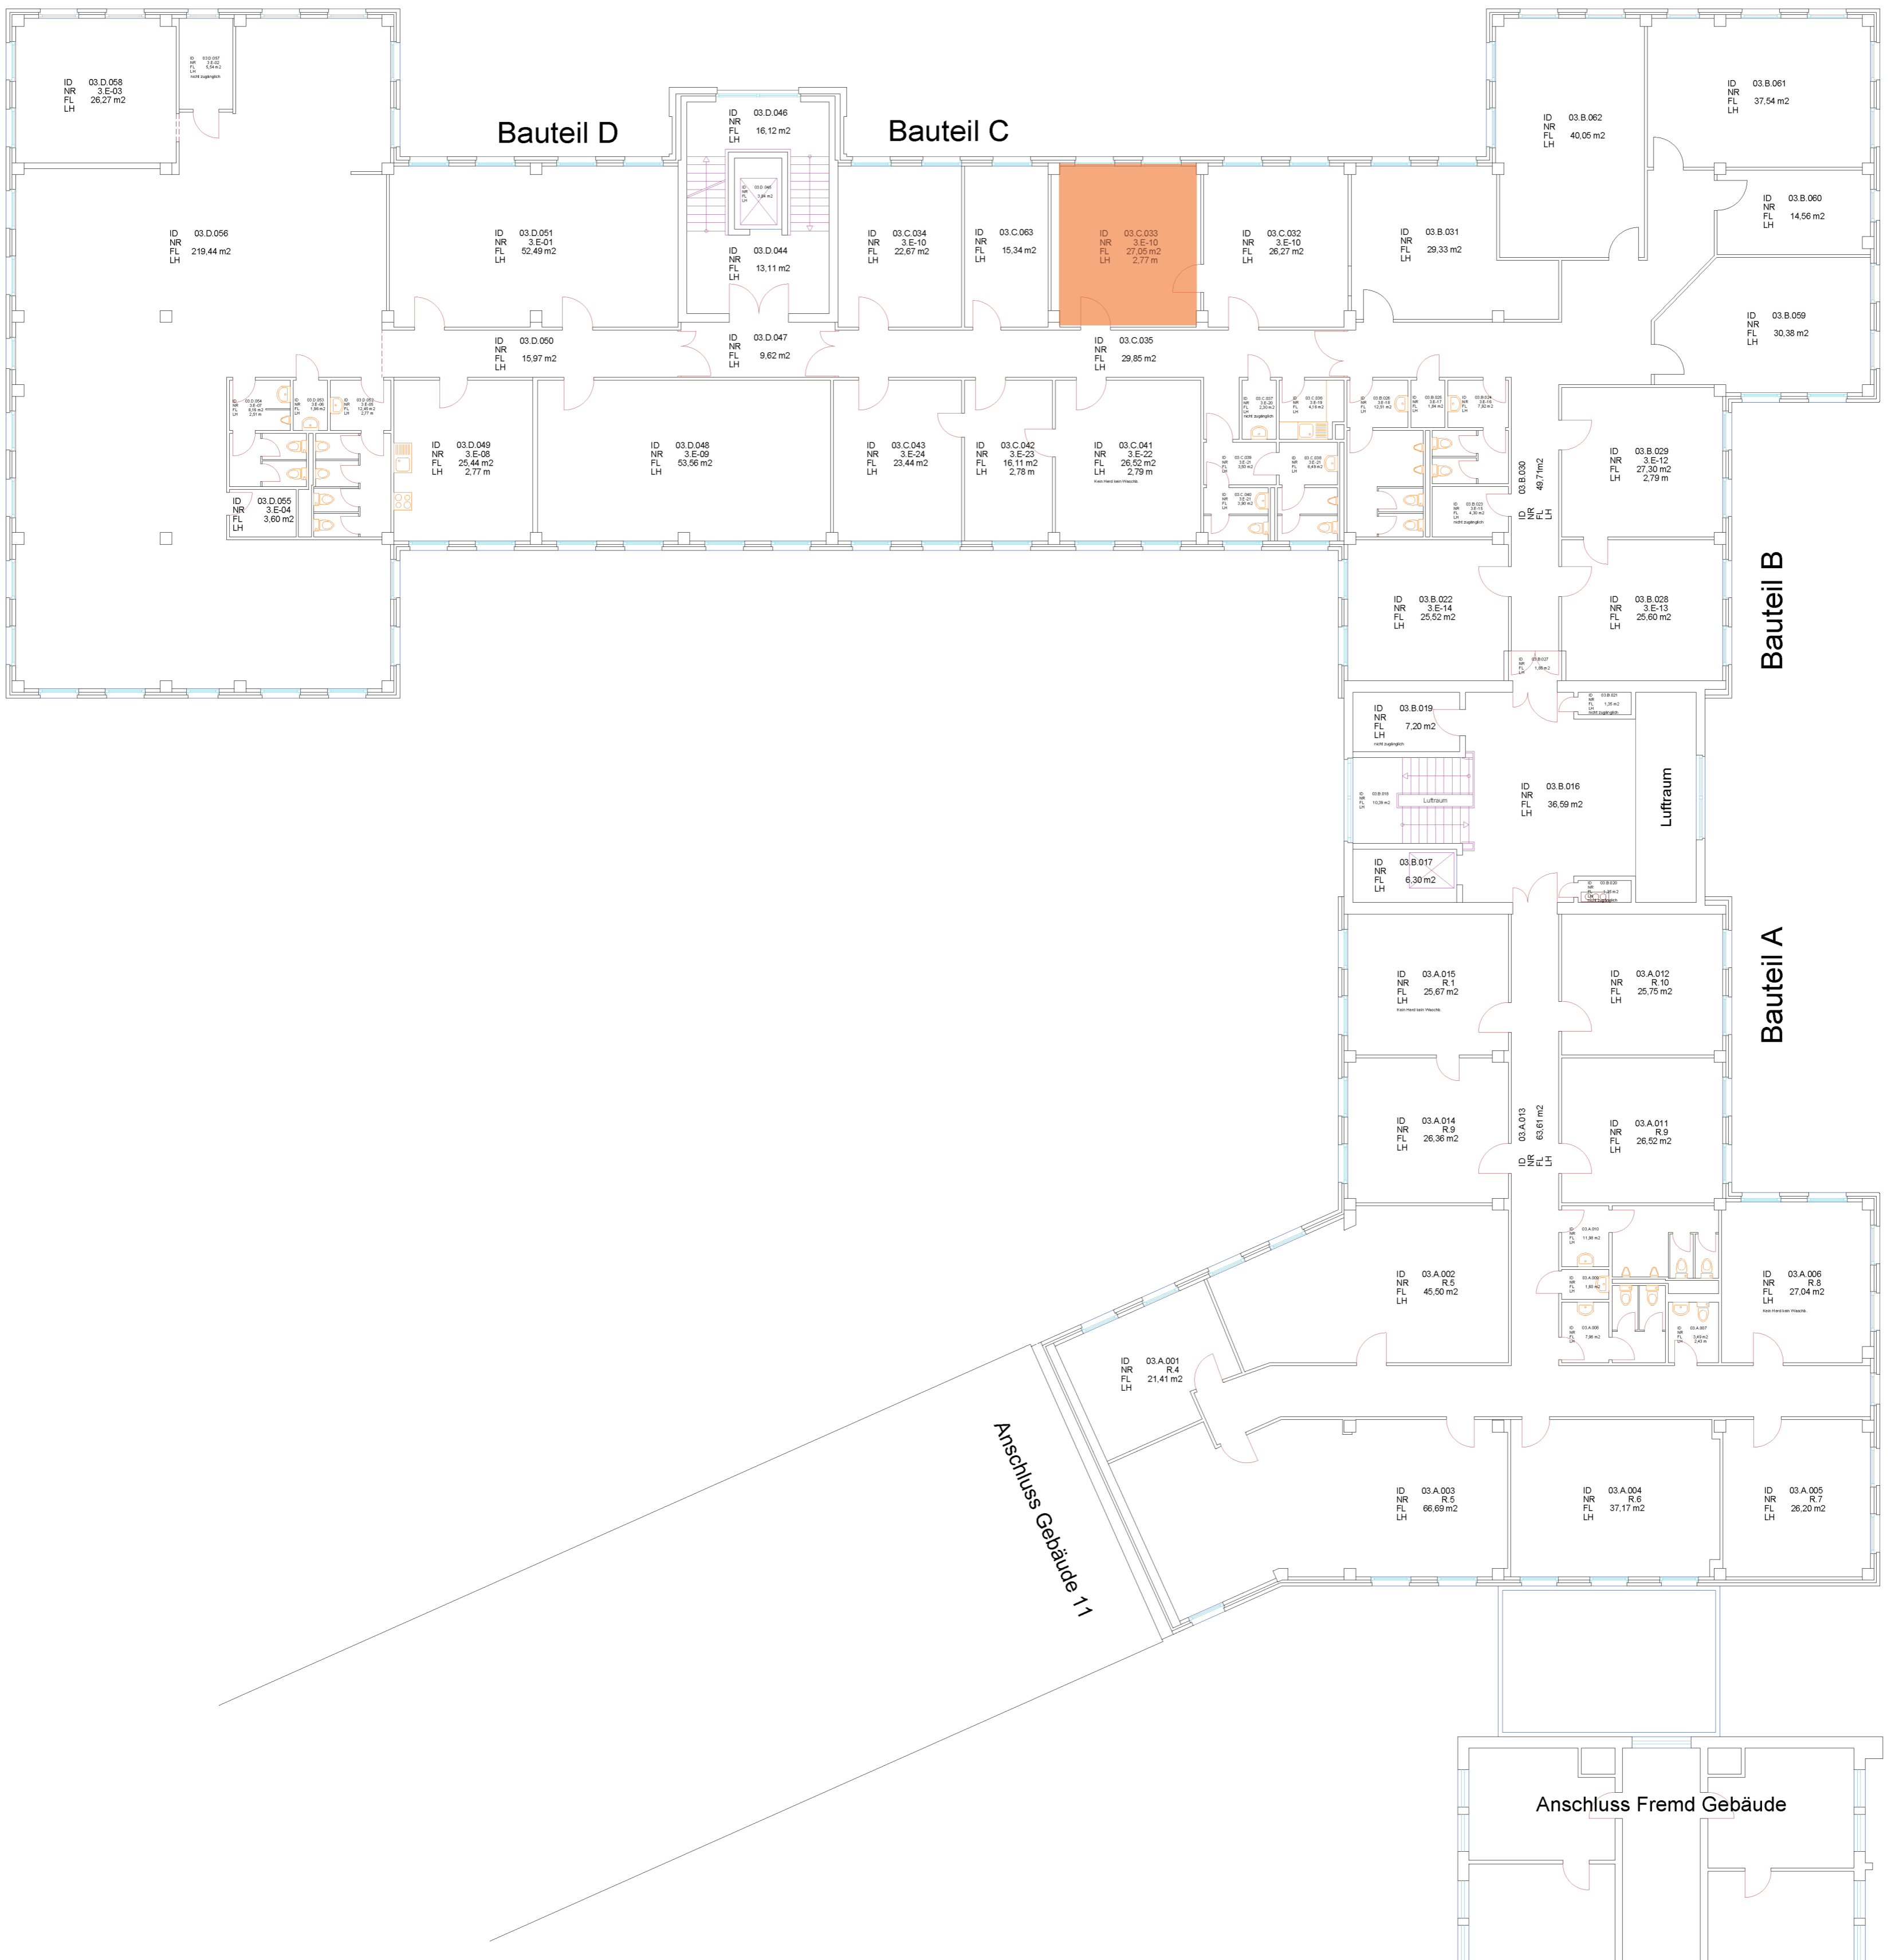 ID 03.D.058
NR 3.E-03
FL 26,27 m2
LH
nicht zugänglich
Bauteil D
Bauteil C
ID 03.D.046
NR
FL 16,12 m2
LH
ID 03.B.062
NR
FL 40,05 m2
LH
ID 03.B.061
NR
FL 37,54 m2
LH
ID 03.B.060
NR
FL 14,56 m2
LH
ID 03.D.056
NR
FL 219,44 m2
LH
ID 03.D.051
NR 3.E-01
FL 52,49 m2
LH
ID 03.D.044
NR
FL 13,11 m2
LH
ID 03.C.034
NR 3.E-10
FL 22,67 m2
LH
ID 03.C.063
NR
FL 15,34 m2
LH
ID 03.C.033
NR 3.E-10
FL 27,05 m2
LH 2,77 m
ID 03.C.032
NR 3.E-10
FL 26,27 m2
LH
ID 03.B.031
NR
FL 29,33 m2
LH
ID 03.B.059
NR
FL 30,38 m2
LH
ID 03.D.050
NR
FL 15,97 m2
LH
ID 03.D.047
NR
FL 9,62 m2
LH
ID 03.C.035
NR
FL 29,85 m2
LH
ID 03.D.055
NR 3.E-04
FL 3,60 m2
LH
ID 03.D.049
NR 3.E-08
FL 25,44 m2
LH 2,77 m
ID 03.D.048
NR 3.E-09
FL 53,56 m2
LH
ID 03.C.043
NR 3.E-24
FL 23,44 m2
LH
ID 03.C.042
NR 3.E-23
FL 16,11 m2
LH 2,78 m
ID 03.C.041
NR 3.E-22
FL 26,52 m2
LH 2,79 m
nicht zugänglich
nicht zugänglich
ID 03.B.030
NR
FL 49,71m2
LH
ID 03.B.029
NR 3.E-12
FL 27,30 m2
LH 2,79 m
ID 03.B.022
NR 3.E-14
FL 25,52 m2
LH
ID 03.B.028
NR 3.E-13
FL 25,60 m2
LH
Bauteil B
ID 03.B.019
NR
FL 7,20 m2
LH
nicht zugänglich
nicht zugänglich
Luftraum
ID 03.B.016
NR
FL 36,59 m2
LH
Luftraum
ID 03.B.017
NR
FL 6,30 m2
LH
nicht zugänglich
Bauteil A
ID 03.A.015
NR R.1
FL 25,67 m2
LH
ID 03.A.012
NR R.10
FL 25,75 m2
LH
ID 03.A.014
NR R.9
FL 26,36 m2
LH
ID 03.A.013
NR
FL 63,61 m2
LH
ID 03.A.011
NR R.9
FL 26,52 m2
LH
ID 03.A.002
NR R.5
FL 45,50 m2
LH
ID 03.A.006
NR R.8
FL 27,04 m2
LH
ID 03.A.001
NR R.4
FL 21,41 m2
LH
ID 03.A.003
NR R.5
FL 66,69 m2
LH
ID 03.A.004
NR R.6
FL 37,17 m2
LH
ID 03.A.005
NR R.7
FL 26,20 m2
LH
Anschluss Gebäude 11
Anschluss Fremd Gebäude